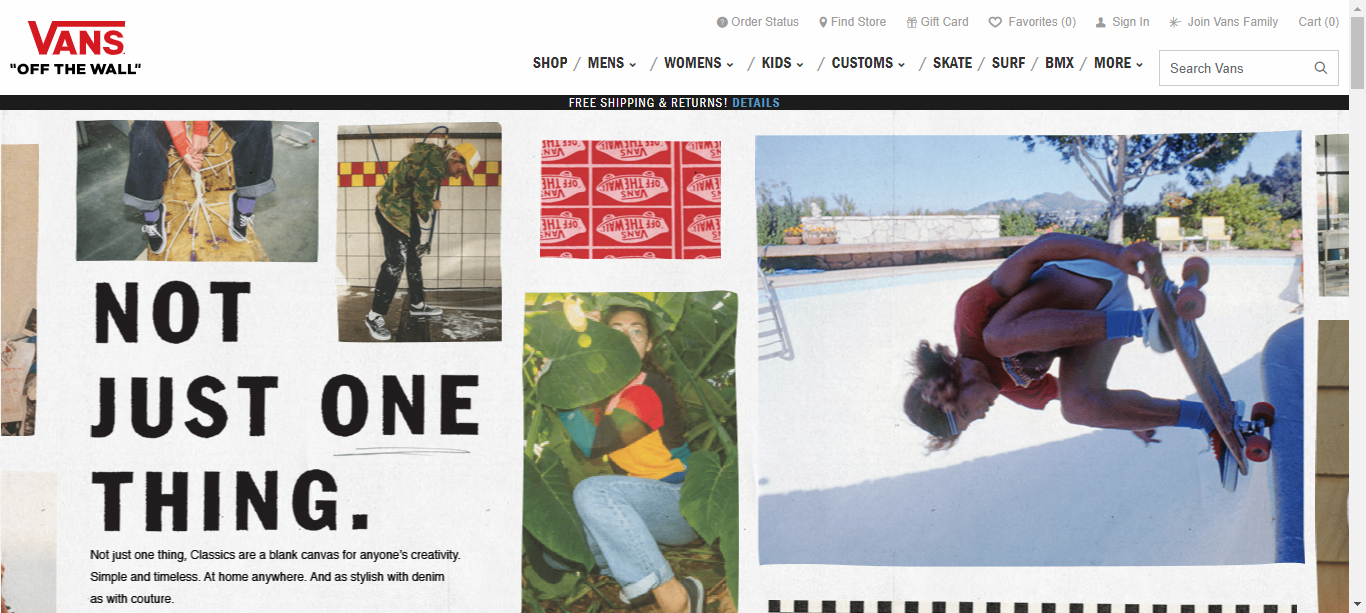 Order Status Find Store Gift Card Favorites (0) Sign In Join Vans Family Cart (0)
VANS
"OFF THE WALL"
SHOP / MENS / WOMENS / KIDS / CUSTOMS / SKATE / SURF / BMX / MORE
Search Vans
FREE SHIPPING & RETURNS! DETAILS
VANS
OFF THE WALL
NOT
JUST ONE
THING.
Not just one thing, Classics are a blank canvas for anyone's creativity.
Simple and timeless. At home anywhere. And as stylish with denim
as with couture.